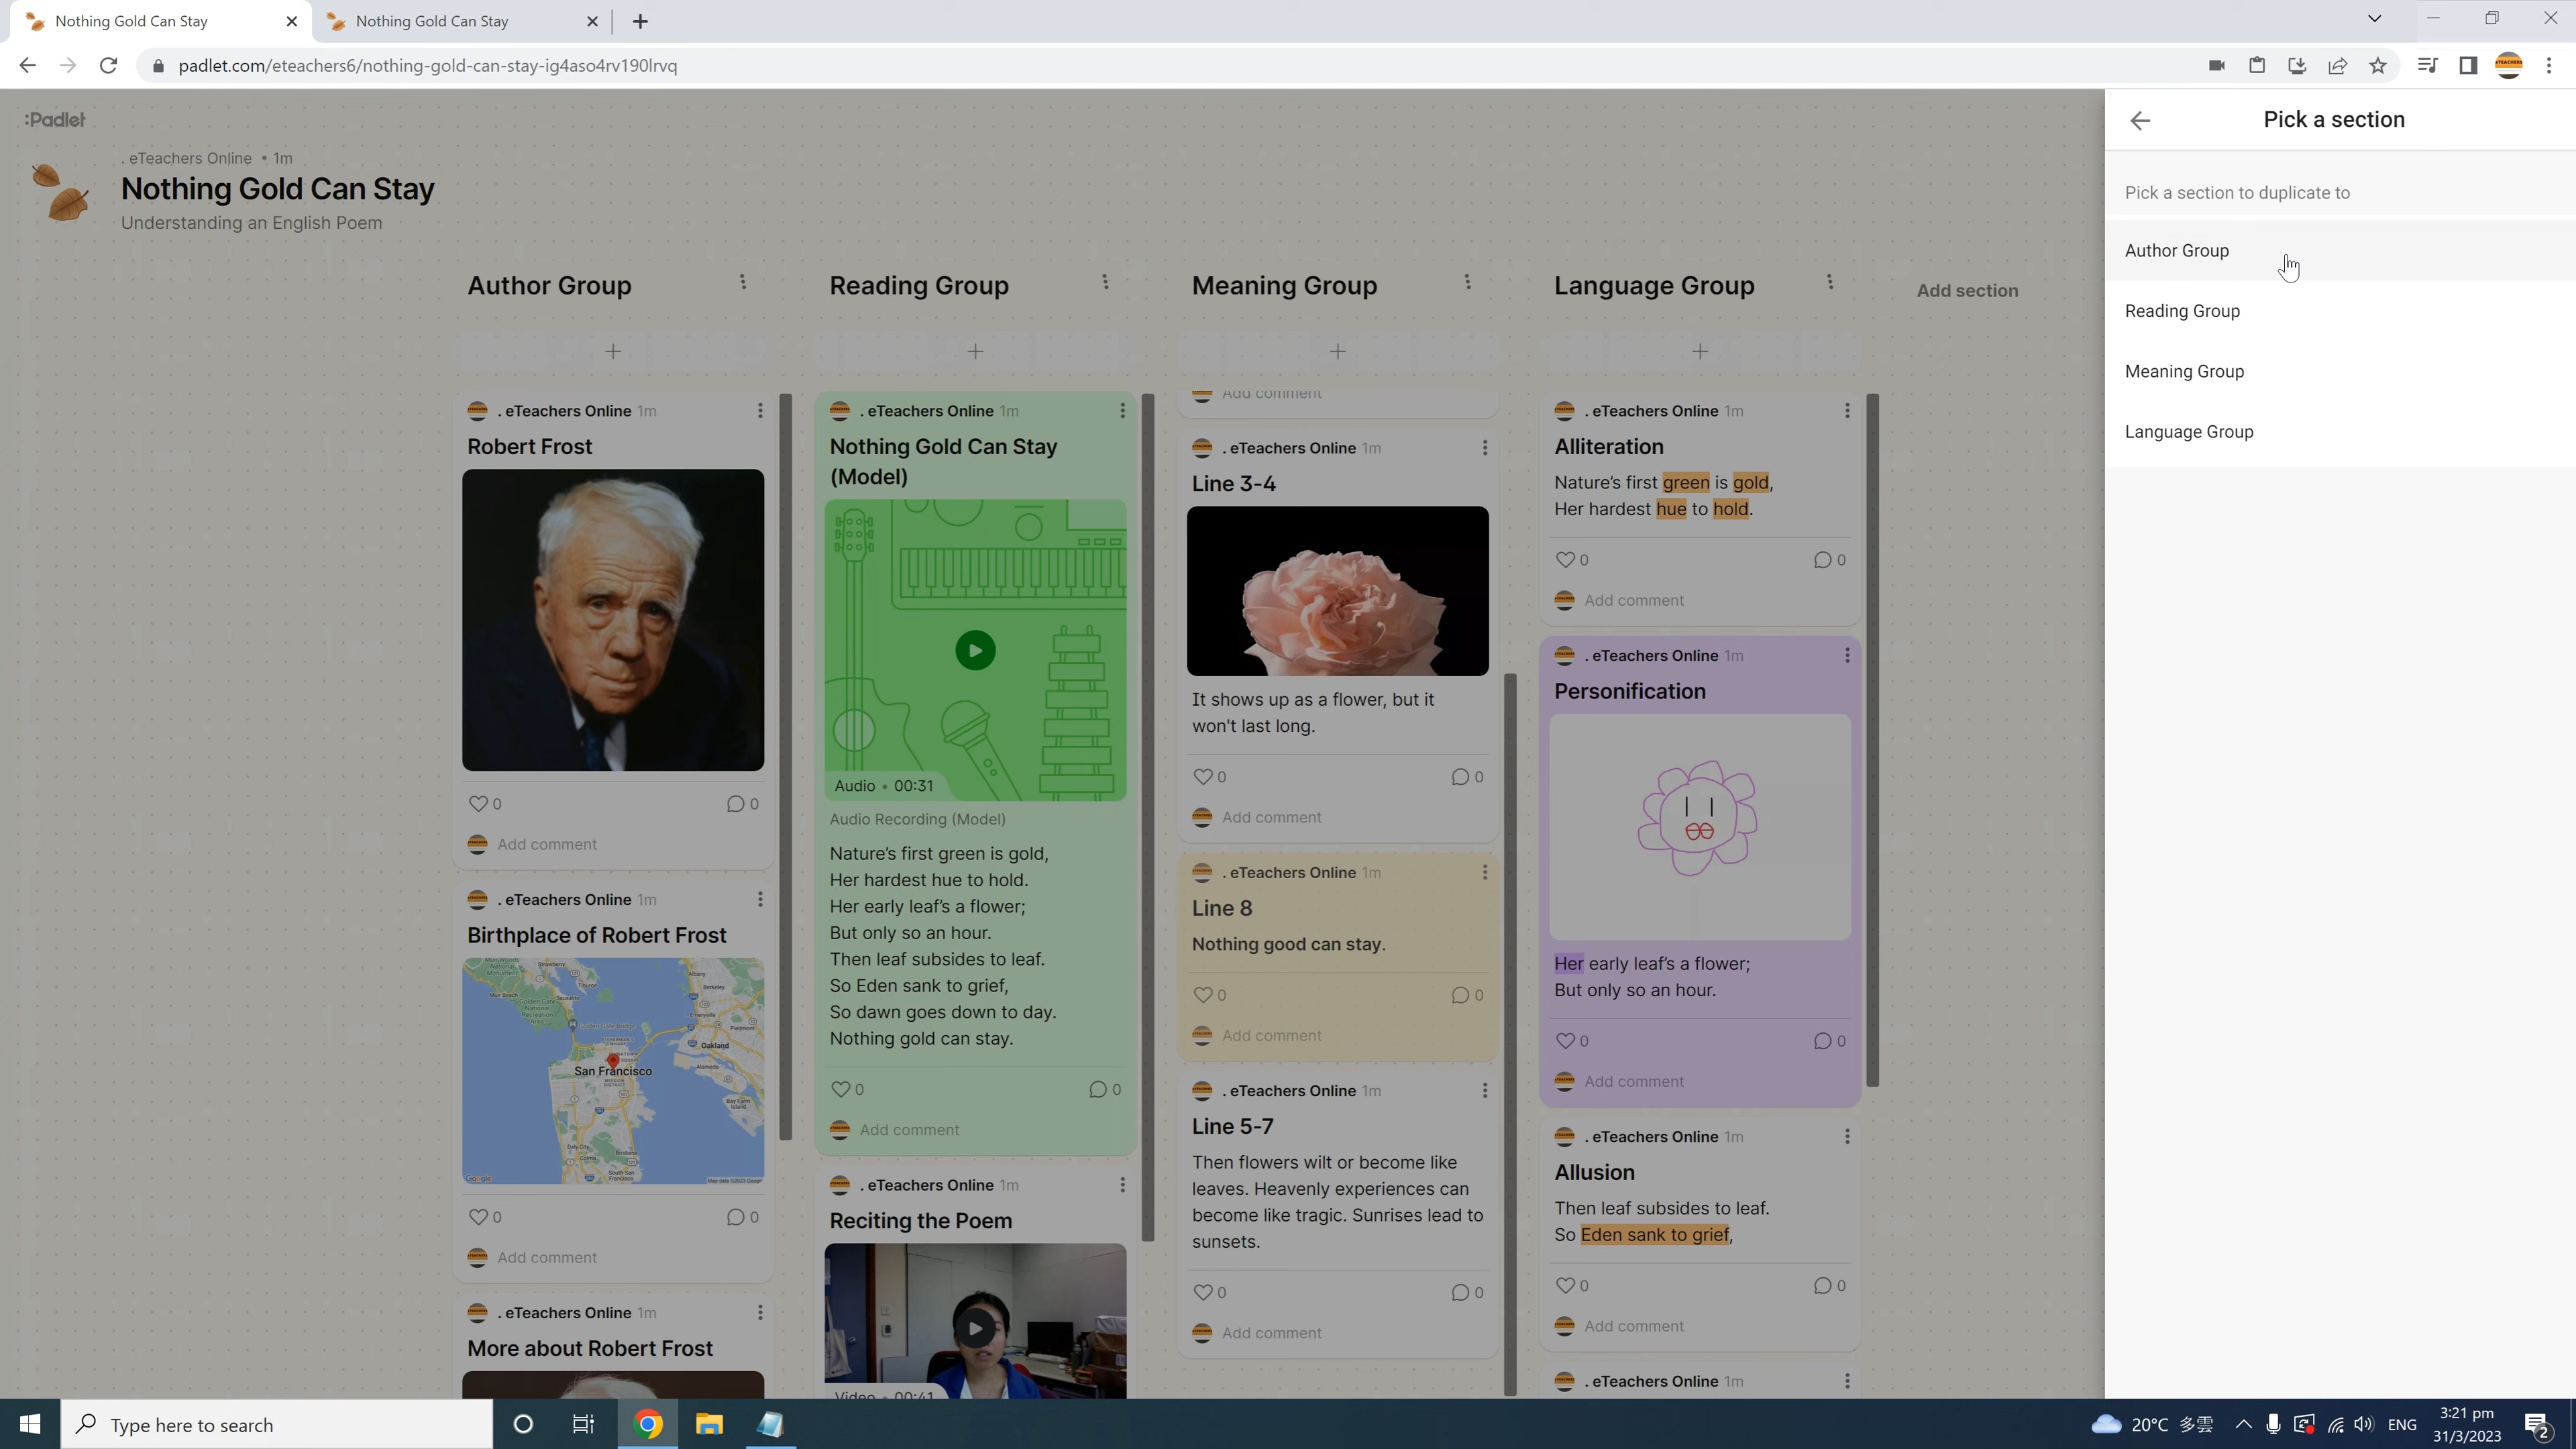 Nothing Gold Can Stay
Nothing Gold Can Stay
padlet.com/eteachers6/nothing-gold-can-stay-ig4aso4rv190lrvq
:Padlet
. eTeachers Online • 1m
Nothing Gold Can Stay
Understanding an English Poem
Author Group
. eTeachers Online 1m
Robert Frost
0 0
Add comment
. eTeachers Online 1m
Birthplace of Robert Frost
San Francisco
Oakland
Google
0 0
Add comment
. eTeachers Online 1m
More about Robert Frost
Reading Group
. eTeachers Online 1m
Nothing Gold Can Stay
(Model)
Audio • 00:31
Audio Recording (Model)
Nature's first green is gold,
Her hardest hue to hold.
Her early leaf's a flower;
But only so an hour.
Then leaf subsides to leaf.
So Eden sank to grief,
So dawn goes down to day.
Nothing gold can stay.
0 0
Add comment
. eTeachers Online 1m
Reciting the Poem
Video • 00:41
Meaning Group
Add comment
. eTeachers Online 1m
Line 3-4
It shows up as a flower, but it
won't last long.
0 0
Add comment
. eTeachers Online 1m
Line 8
Nothing good can stay.
0 0
Add comment
. eTeachers Online 1m
Line 5-7
Then flowers wilt or become like
leaves. Heavenly experiences can
become like tragic. Sunrises lead to
sunsets.
0 0
Add comment
Language Group
. eTeachers Online 1m
Alliteration
Nature's first green is gold,
Her hardest hue to hold.
0 0
Add comment
. eTeachers Online 1m
Personification
Her early leaf's a flower;
But only so an hour.
0 0
Add comment
. eTeachers Online 1m
Allusion
Then leaf subsides to leaf.
So Eden sank to grief,
0 0
Add comment
. eTeachers Online 1m
Add section
Pick a section
Pick a section to duplicate to
Author Group
Reading Group
Meaning Group
Language Group
Type here to search
20°C 多雲
ENG
3:21 pm
31/3/2023
2